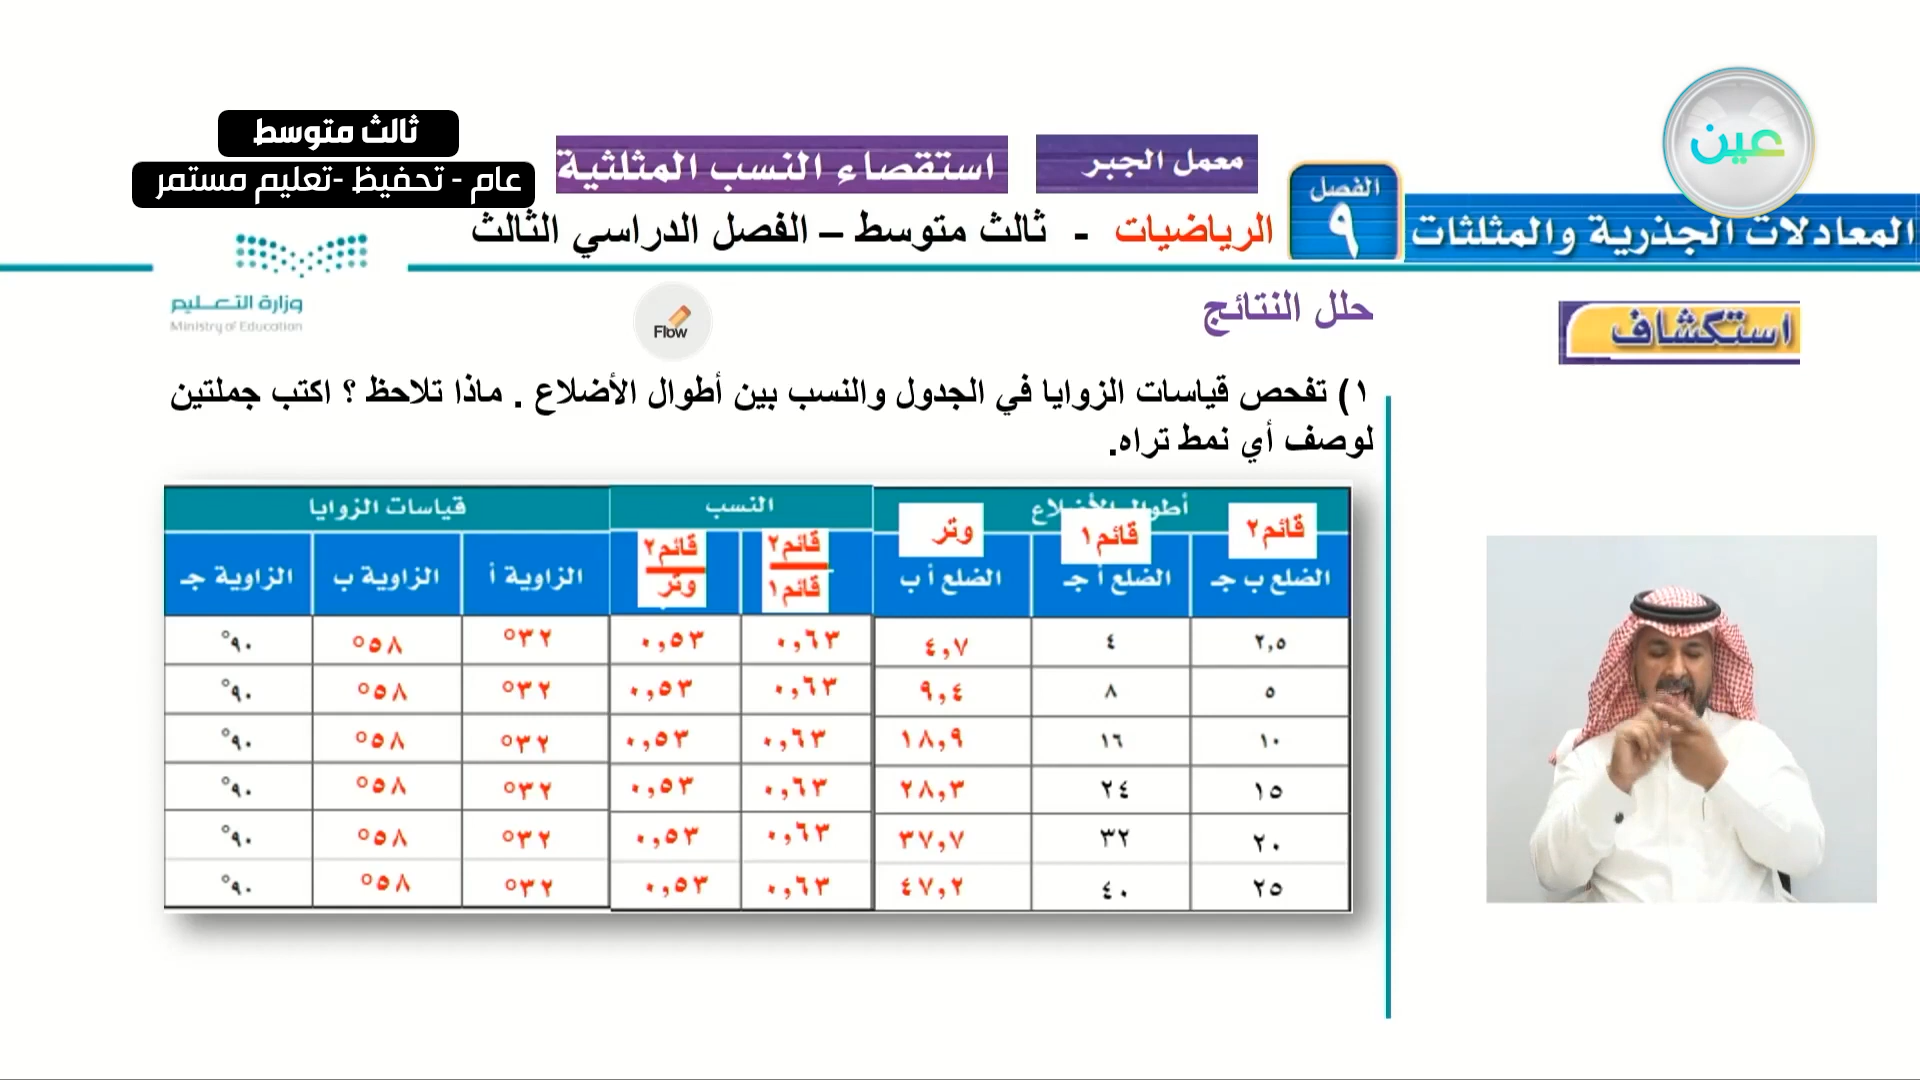 عين
ثالث متوسط
عام - تحفيظ -تعليم مستمر
استقصاء النسب المثلثية
معمل الجبر
الفصل
٩
المعادلات الجذرية والمثلثات
الرياضيات - ثالث متوسط – الفصل الدراسي الثالث
وزارة التعليم
Ministry of Education
Flow
حلل النتائج
استكشاف
١) تفحص قياسات الزوايا في الجدول والنسب بين أطوال الأضلاع . ماذا تلاحظ ؟ اكتب جملتين
لوصف أي نمط تراه.
أطوال الأضلاع النسب قياسات الزوايا
قائم٢ قائم١ وتر قائم٢ قائم٢
قائم١ وتر
الضلع ب جـ الضلع أ جـ الضلع أ ب الزاوية أ الزاوية ب الزاوية جـ
٢,٥ ٤ ٤,٧ ٠,٦٣ ٠,٥٣ ٣٢° ٥٨° ٩٠°
٥ ٨ ٩,٤ ٠,٦٣ ٠,٥٣ ٣٢° ٥٨° ٩٠°
١٠ ١٦ ١٨,٩ ٠,٦٣ ٠,٥٣ ٣٢° ٥٨° ٩٠°
١٥ ٢٤ ٢٨,٣ ٠,٦٣ ٠,٥٣ ٣٢° ٥٨° ٩٠°
٢٠ ٣٢ ٣٧,٧ ٠,٦٣ ٠,٥٣ ٣٢° ٥٨° ٩٠°
٢٥ ٤٠ ٤٧,٢ ٠,٦٣ ٠,٥٣ ٣٢° ٥٨° ٩٠°